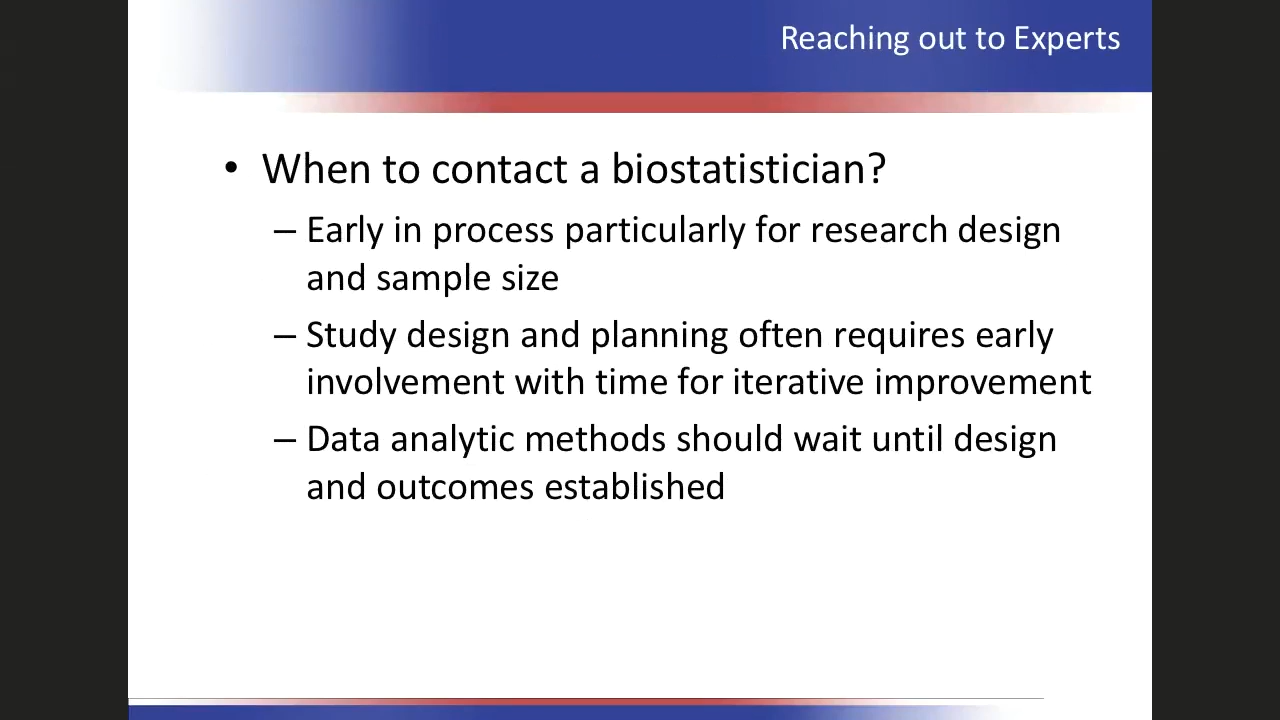 Reaching out to Experts
• When to contact a biostatistician?
– Early in process particularly for research design
and sample size
– Study design and planning often requires early
involvement with time for iterative improvement
– Data analytic methods should wait until design
and outcomes established